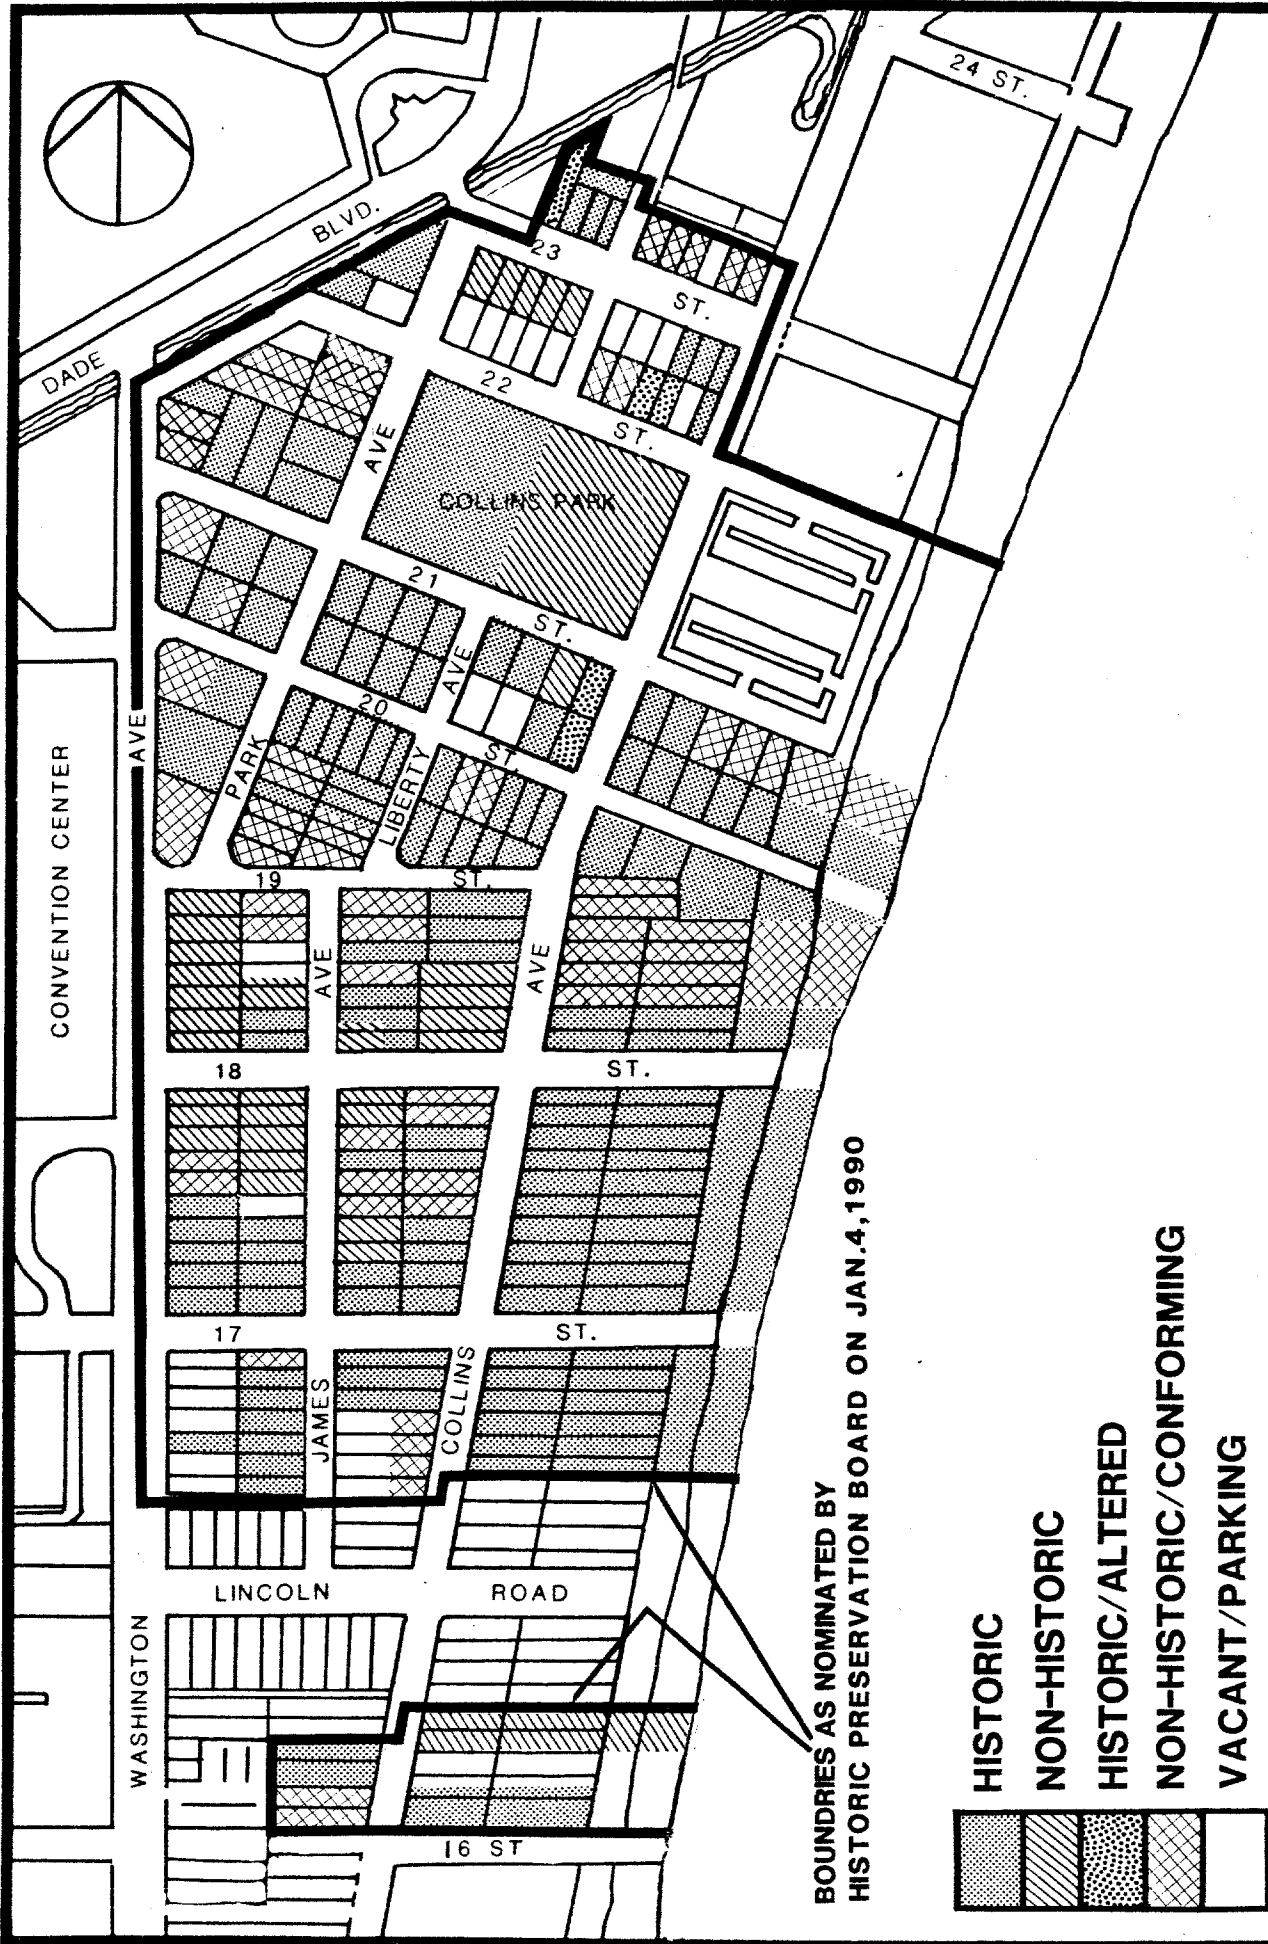 24 ST.
BLVD.
DADE
23
ST.
22
ST.
AVE
COLLINS PARK
21
ST.
AVE
20
ST.
AVE
PARK
LIBERTY
CONVENTION CENTER
19
ST.
AVE
AVE
18
ST.
17
ST.
JAMES
COLLINS
LINCOLN
ROAD
WASHINGTON
16 ST
BOUNDRIES AS NOMINATED BY
HISTORIC PRESERVATION BOARD ON JAN.4,1990
HISTORIC
NON-HISTORIC
HISTORIC/ALTERED
NON-HISTORIC/CONFORMING
VACANT/PARKING